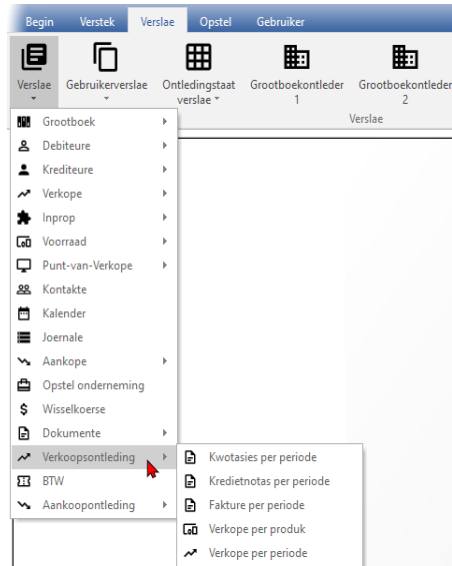 Begin Verstek Verslae Opstel Gebruiker
Verslae Gebruikerverslae Ontledingstaat Grootboekontleder Grootboekontleder
verslae 1 2
Verslae
Grootboek
Debiteure
Krediteure
Verkope
Inprop
Voorraad
Punt-van-Verkope
Kontakte
Kalender
Joernale
Aankope
Opstel onderneming
Wisselkoerse
Dokumente
Verkoopsontleding Kwotasies per periode
BTW Kredietnotas per periode
Aankoopontleding Fakture per periode
Verkope per produk
Verkope per periode